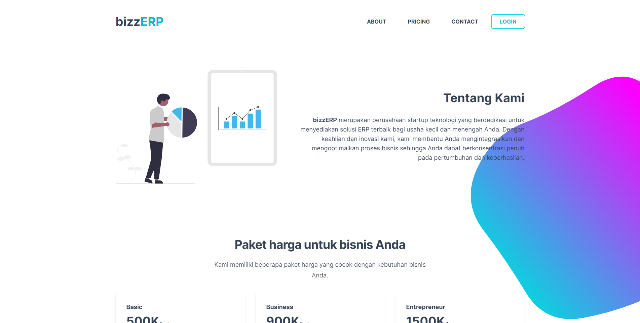 bizzERP
ABOUT
PRICING
CONTACT
LOGIN
Tentang Kami
bizzERP merupakan perusahaan startup teknologi yang berdedikasi untuk
menyediakan solusi ERP terbaik bagi usaha kecil dan menengah Anda. Dengan
keahlian dan inovasi kami, kami membantu Anda mengintegrasikan dan
mengoptimalkan proses bisnis sehingga Anda dapat berkonsentrasi penuh
pada pertumbuhan dan keberhasilan.
Paket harga untuk bisnis Anda
Kami memiliki beberapa paket harga yang cocok dengan kebutuhan bisnis
Anda.
Basic
Business
Entrepreneur
500K
900K
1500K